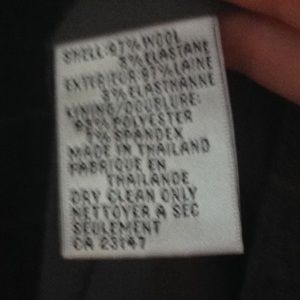 SHELL: 97% WOOL
3% ELASTANE
EXTERIEUR: 97% LAINE
3% ELASTHANNE
LINING/DOUBLURE:
95% POLYESTER
5% SPANDEX
MADE IN THAILAND
FABRIQUE EN
THAILANDE
DRY CLEAN ONLY
NETTOYER A SEC
SEULEMENT
CA 23147